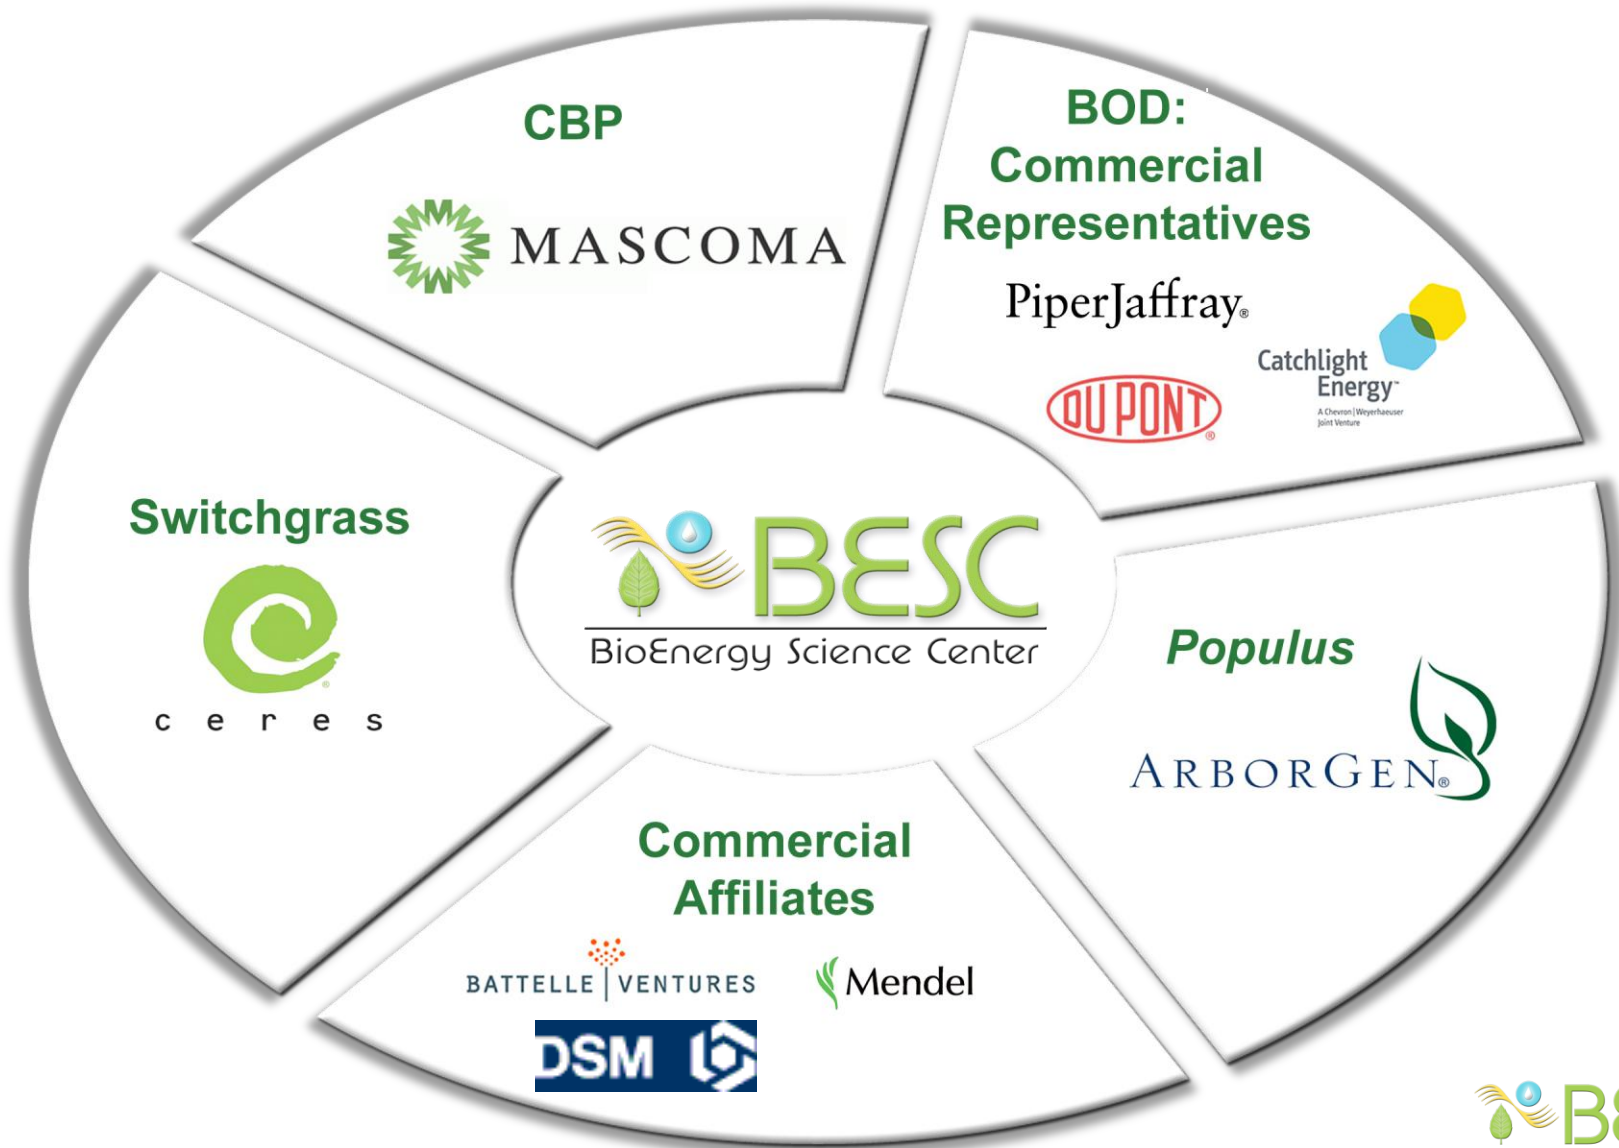 CBP
MASCOMA
BOD:
Commercial
Representatives
PiperJaffray®
DU PONT®
Catchlight
Energy™
A Chevron | Weyerhaeuser
Joint Venture
Switchgrass
®
ceres
BESC
BioEnergy Science Center
Populus
ARBORGEN®
Commercial
Affiliates
BATTELLE | VENTURES
Mendel
DSM